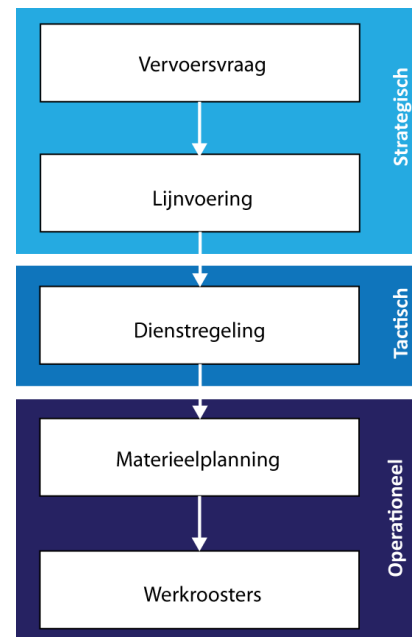 Vervoersvraag
Lijnvoering
Strategisch
Dienstregeling
Tactisch
Materieelplanning
Werkroosters
Operationeel